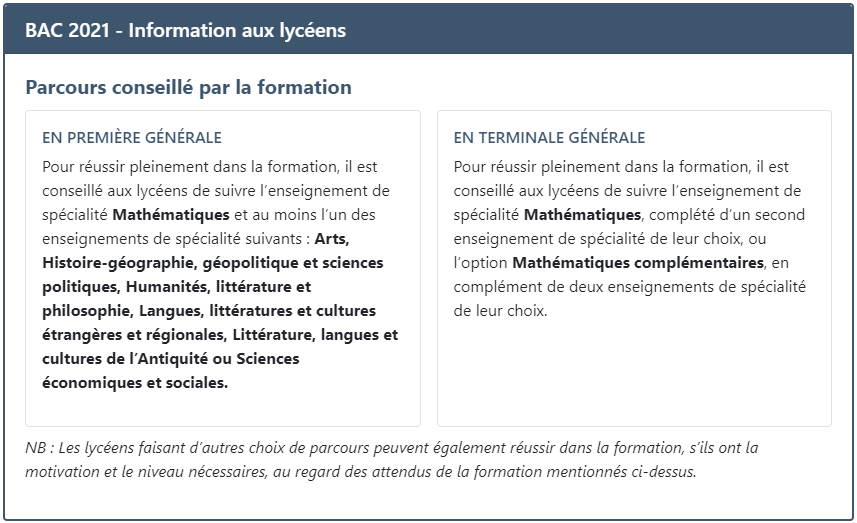 BAC 2021 - Information aux lycéens
Parcours conseillé par la formation
EN PREMIÈRE GÉNÉRALE
Pour réussir pleinement dans la formation, il est
conseillé aux lycéens de suivre l’enseignement de
spécialité Mathématiques et au moins l’un des
enseignements de spécialité suivants : Arts,
Histoire-géographie, géopolitique et sciences
politiques, Humanités, littérature et
philosophie, Langues, littératures et cultures
étrangères et régionales, Littérature, langues et
cultures de l’Antiquité ou Sciences
économiques et sociales.
EN TERMINALE GÉNÉRALE
Pour réussir pleinement dans la formation, il est
conseillé aux lycéens de suivre l’enseignement de
spécialité Mathématiques, complété d’un second
enseignement de spécialité de leur choix, ou
l’option Mathématiques complémentaires, en
complément de deux enseignements de spécialité
de leur choix.
NB : Les lycéens faisant d’autres choix de parcours peuvent également réussir dans la formation, s’ils ont la
motivation et le niveau nécessaires, au regard des attendus de la formation mentionnés ci-dessus.